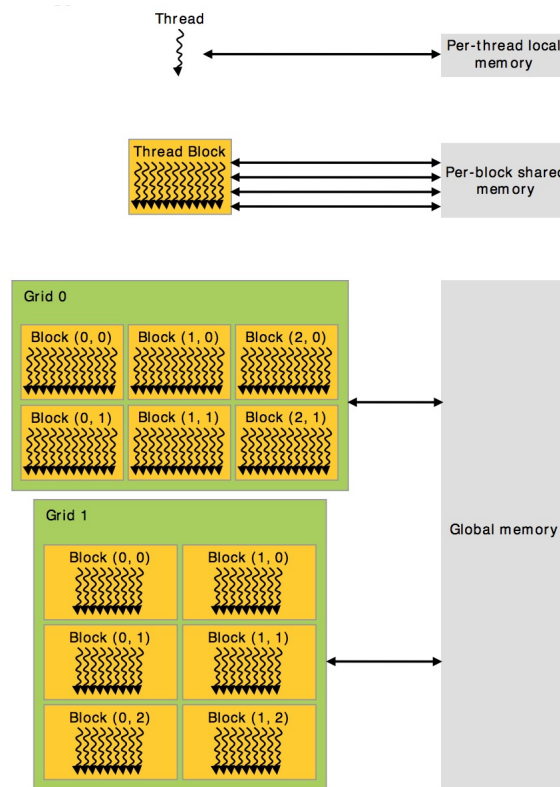 Thread
Per-thread local
memory
Thread Block
Per-block shared
memory
Grid 0
Block (0, 0) Block (1, 0) Block (2, 0)
Block (0, 1) Block (1, 1) Block (2, 1)
Grid 1
Block (0, 0) Block (1, 0)
Global memory
Block (0, 1) Block (1, 1)
Block (0, 2) Block (1, 2)